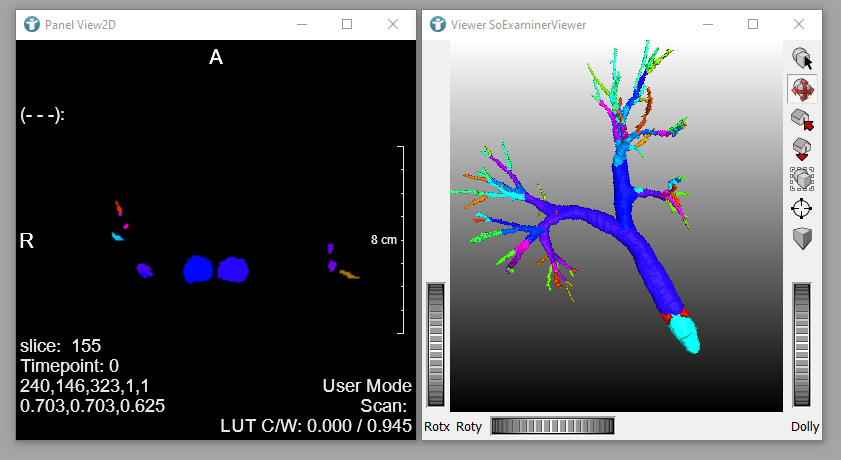 Panel View2D
Viewer SoExaminerViewer
A
(- - -):
R
8 cm
slice: 155
Timepoint: 0
240,146,323,1,1
User Mode
0.703,0.703,0.625
Scan:
LUT C/W: 0.000 / 0.945
Rotx Roty
Dolly